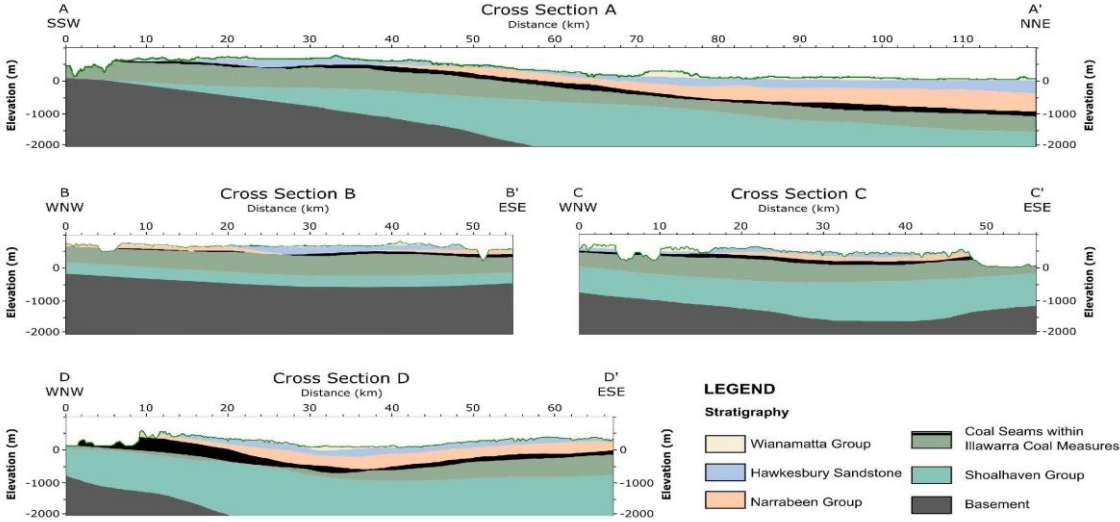 A
Cross Section A
A'
SSW
Distance (km)
NNE
0 10 20 30 40 50 60 70 80 90 100 110
Elevation (m)
0
-1000
-2000
0
-1000
-2000
Elevation (m)
B
Cross Section B
B'
WNW
Distance (km)
ESE
0 10 20 30 40 50
Elevation (m)
0
-1000
-2000
C
Cross Section C
C'
WNW
Distance (km)
ESE
0 10 20 30 40 50
0
-1000
-2000
Elevation (m)
D
Cross Section D
D'
WNW
Distance (km)
ESE
0 10 20 30 40 50 60
Elevation (m)
0
-1000
-2000
0
-1000
-2000
Elevation (m)
LEGEND
Stratigraphy
Wianamatta Group
Hawkesbury Sandstone
Narrabeen Group
Coal Seams within
Illawarra Coal Measures
Shoalhaven Group
Basement